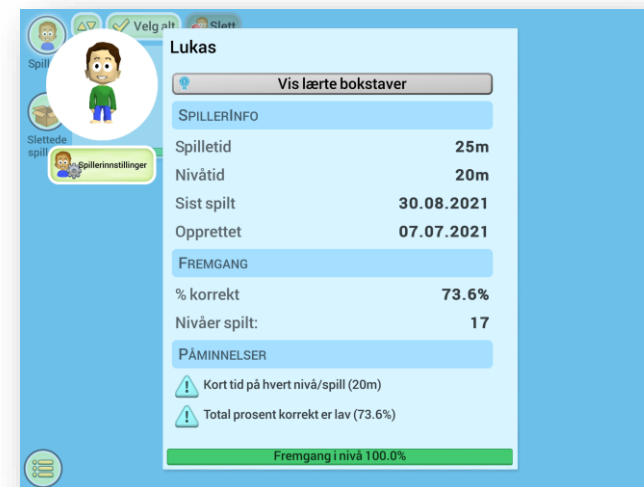 Velg alt
Slett
Spill
Slettede
spill
Spillerinnstillinger
Lukas
Vis lærte bokstaver
SpillerInfo
Spilletid 25m
Nivåtid 20m
Sist spilt 30.08.2021
Opprettet 07.07.2021
Fremgang
% korrekt 73.6%
Nivåer spilt: 17
Påminnelser
Kort tid på hvert nivå/spill (20m)
Total prosent korrekt er lav (73.6%)
Fremgang i nivå 100.0%